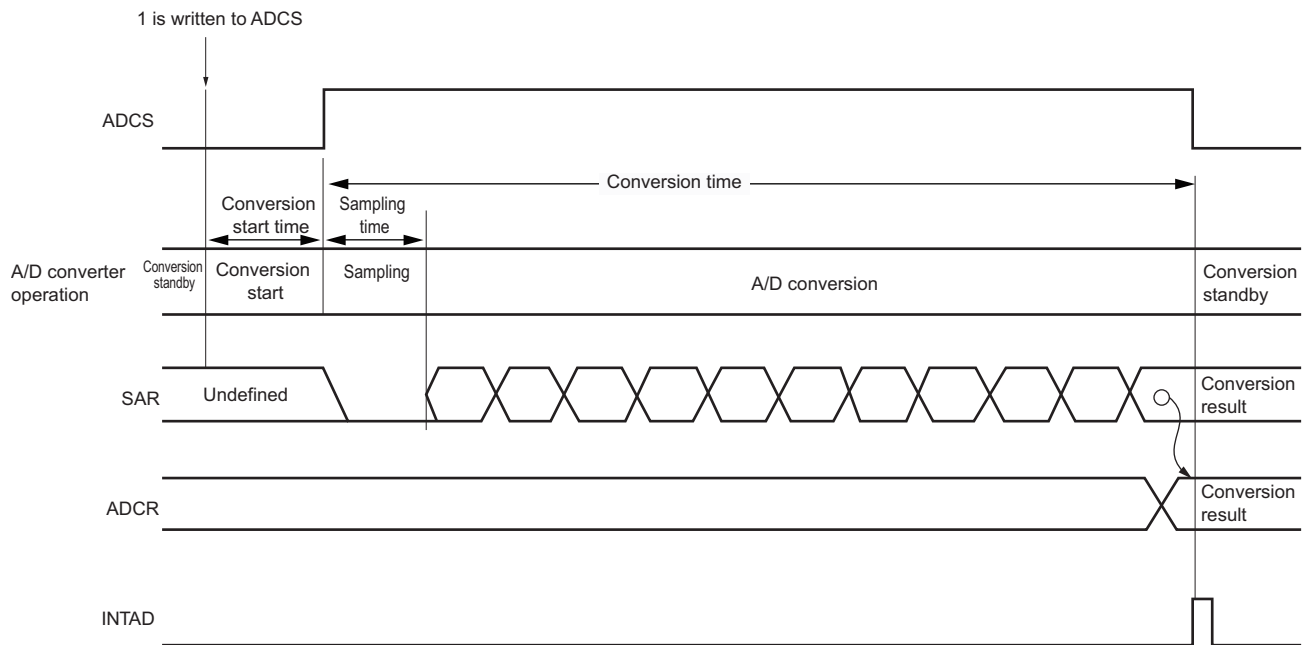 1 is written to ADCS
ADCS
Conversion time
Conversion
start time
Sampling
time
A/D converter
operation
Conversion
standby
Conversion
start
Sampling
A/D conversion
Conversion
standby
SAR
Undefined
Conversion
result
ADCR
Conversion
result
INTAD